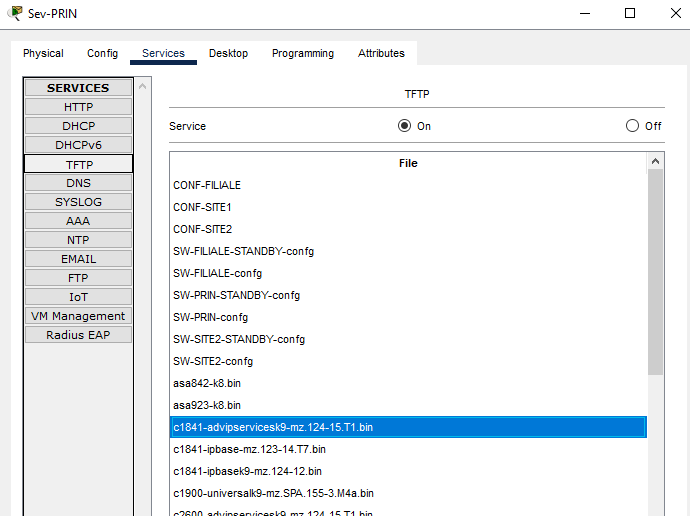 Sev-PRIN
Physical Config Services Desktop Programming Attributes
SERVICES
HTTP
DHCP
DHCPv6
TFTP
DNS
SYSLOG
AAA
NTP
EMAIL
FTP
IoT
VM Management
Radius EAP
TFTP
Service On Off
File
CONF-FILIALE
CONF-SITE1
CONF-SITE2
SW-FILIALE-STANDBY-confg
SW-FILIALE-confg
SW-PRIN-STANDBY-confg
SW-PRIN-confg
SW-SITE2-STANDBY-confg
SW-SITE2-confg
asa842-k8.bin
asa923-k8.bin
c1841-advipservicesk9-mz.124-15.T1.bin
c1841-ipbase-mz.123-14.T7.bin
c1841-ipbasek9-mz.124-12.bin
c1900-universalk9-mz.SPA.155-3.M4a.bin
c2600-advipservicesk9-mz.124-15.T1.bin